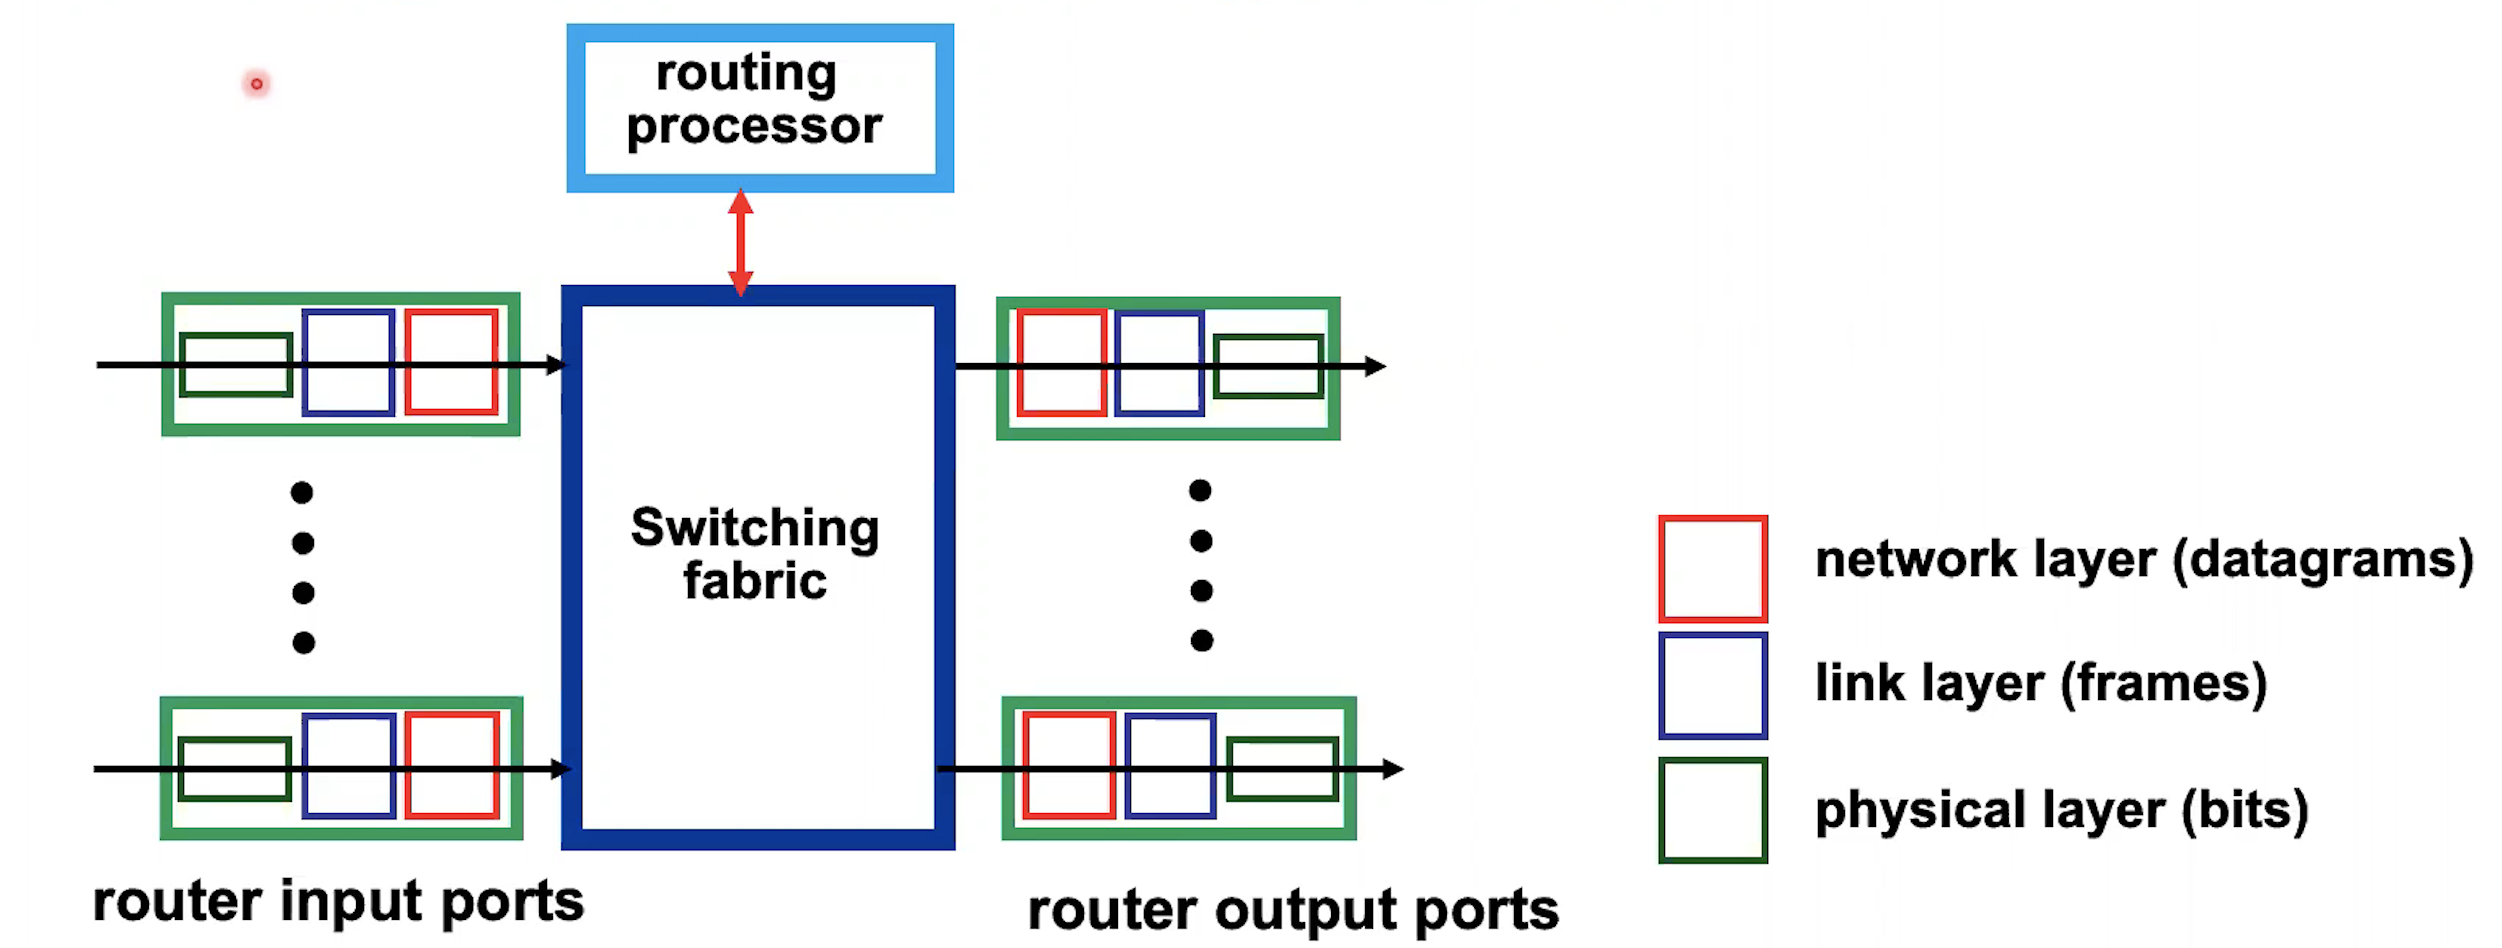 routing
processor
Switching
fabric
network layer (datagrams)
link layer (frames)
physical layer (bits)
router input ports
router output ports